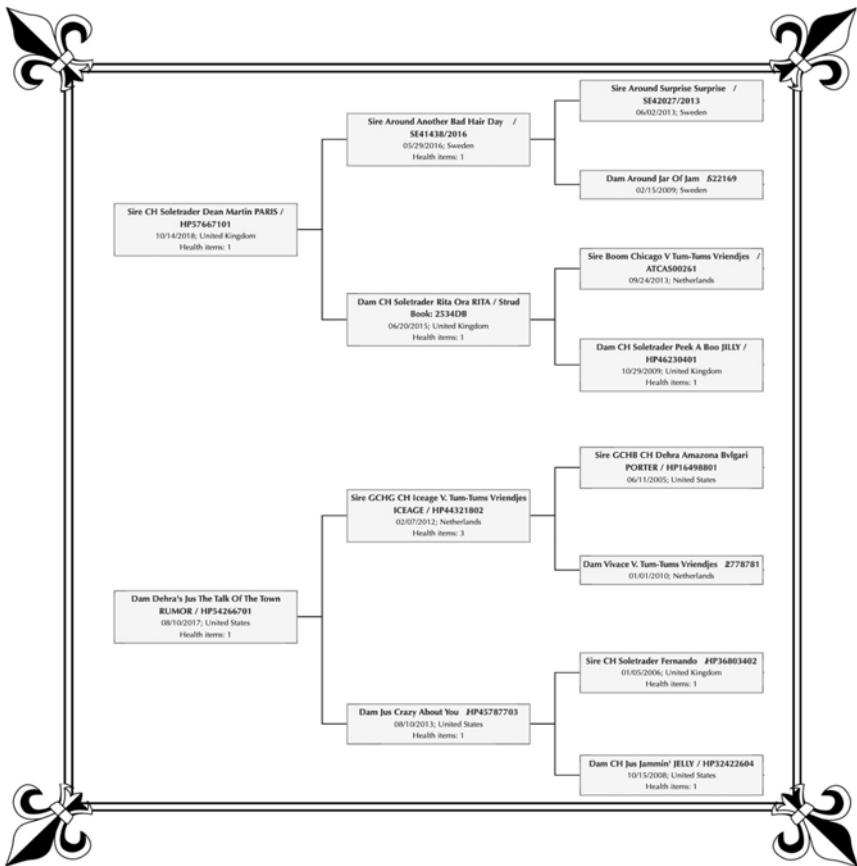 Sire Around Surprise Surprise /
SE42027/2013
06/02/2013; Sweden
Sire Around Another Bad Hair Day /
SE41438/2016
05/29/2016; Sweden
Health items: 1
Dam Around Jar Of Jam /S22169
02/15/2009; Sweden
Sire CH Soletrader Dean Martin PARIS /
HP57667101
10/14/2018; United Kingdom
Health items: 1
Sire Boom Chicago V Tum-Tums Vriendjes /
ATCAS00261
09/24/2013; Netherlands
Dam CH Soletrader Rita Ora RITA / Strud
Book: 2534DB
06/20/2015; United Kingdom
Health items: 1
Dam CH Soletrader Peek A Boo JILLY /
HP46230401
10/29/2009; United Kingdom
Health items: 1
Sire GCHB CH Dehra Amazona Bvlgari
PORTER / HP16498801
06/11/2005; United States
Sire GCHG CH Iceage V. Tum-Tums Vriendjes
ICEAGE / HP44321802
02/07/2012; Netherlands
Health items: 3
Dam Vivace V. Tum-Tums Vriendjes /2778781
01/01/2010; Netherlands
Dam Dehra's Jus The Talk Of The Town
RUMOR / HP54266701
08/10/2017; United States
Health items: 1
Sire CH Soletrader Fernando /HP36803402
01/05/2006; United Kingdom
Health items: 1
Dam Jus Crazy About You /HP45787703
08/10/2013; United States
Health items: 1
Dam CH Jus Jammin' JELLY / HP32422604
10/15/2008; United States
Health items: 1